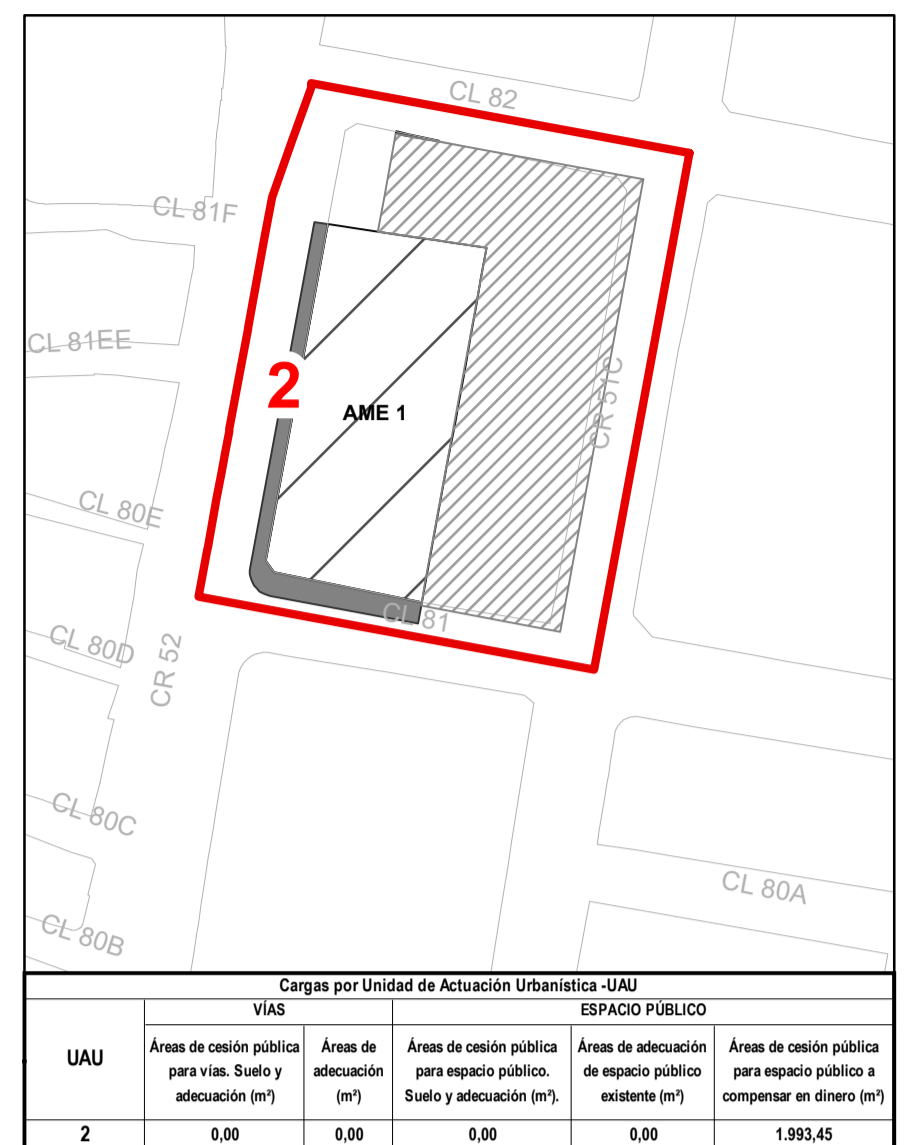 CL 82
CL 81F
CL 81EE
2
AME 1
CR 51C
CL 80E
CL 81
CL 80D
CR 52
CL 80C
CL 80A
CL 80B
Cargas por Unidad de Actuación Urbanística -UAU
UAU
VÍAS
ESPACIO PÚBLICO
Áreas de cesión pública
para vías. Suelo y
adecuación (m²)
Áreas de
adecuación
(m²)
Áreas de cesión pública
para espacio público.
Suelo y adecuación (m²).
Áreas de adecuación
de espacio público
existente (m²)
Áreas de cesión pública
para espacio público a
compensar en dinero (m²)
2 0,00 0,00 0,00 0,00 1.993,45